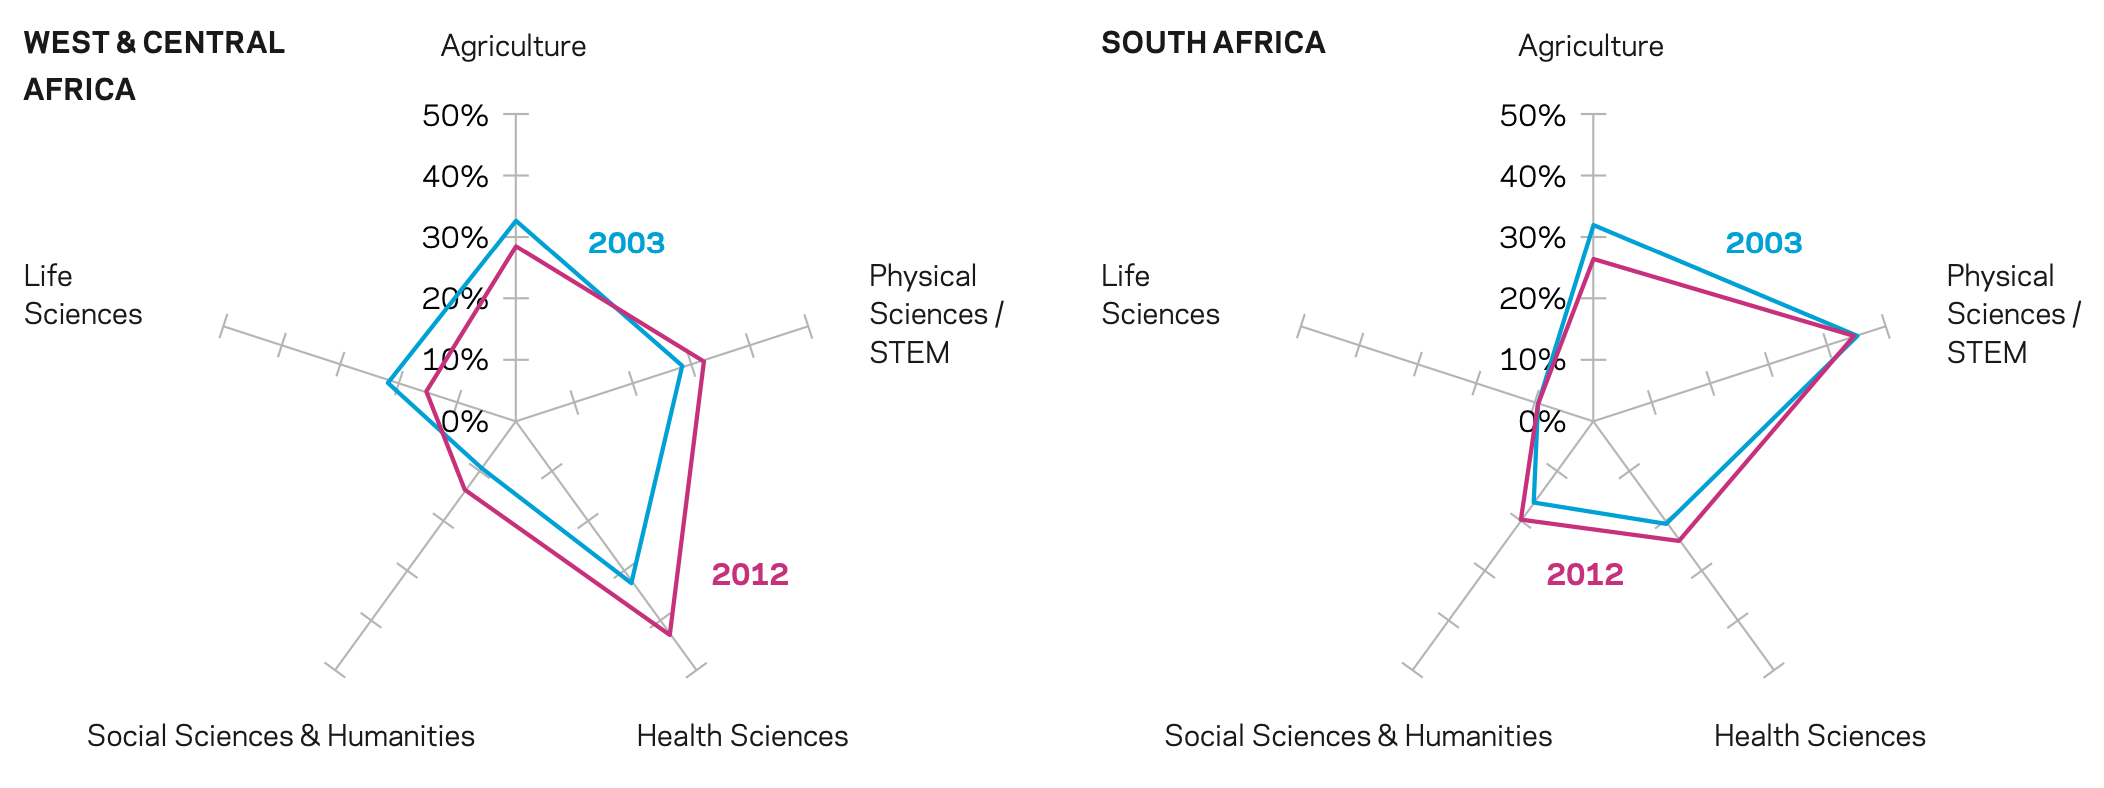 WEST & CENTRAL
AFRICA
Agriculture
50%
40%
30%
20%
10%
0%
2003
2012
Life
Sciences
Physical
Sciences /
STEM
Social Sciences & Humanities
Health Sciences
SOUTH AFRICA
Agriculture
50%
40%
30%
20%
10%
0%
2003
2012
Life
Sciences
Physical
Sciences /
STEM
Social Sciences & Humanities
Health Sciences